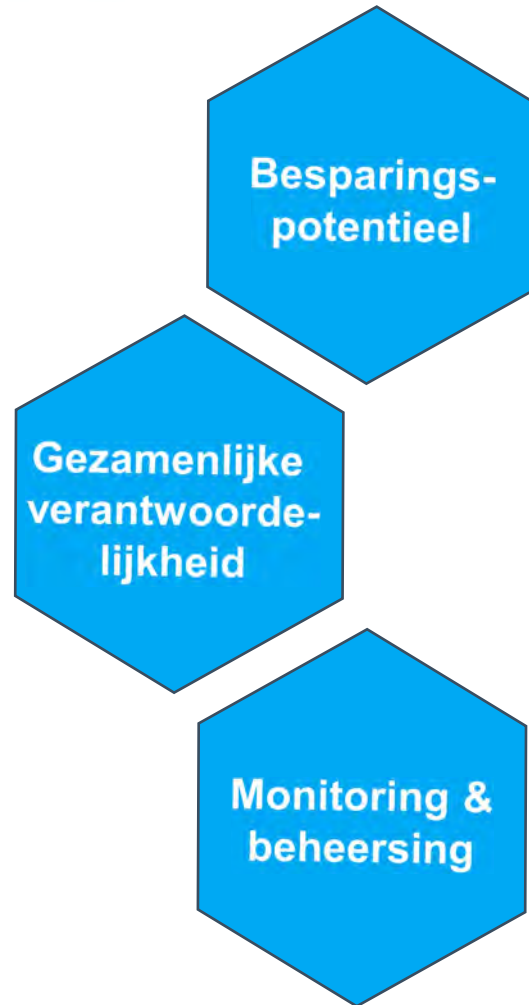 Besparings-
potentieel
Gezamenlijke
verantwoorde-
lijkheid
Monitoring &
beheersing